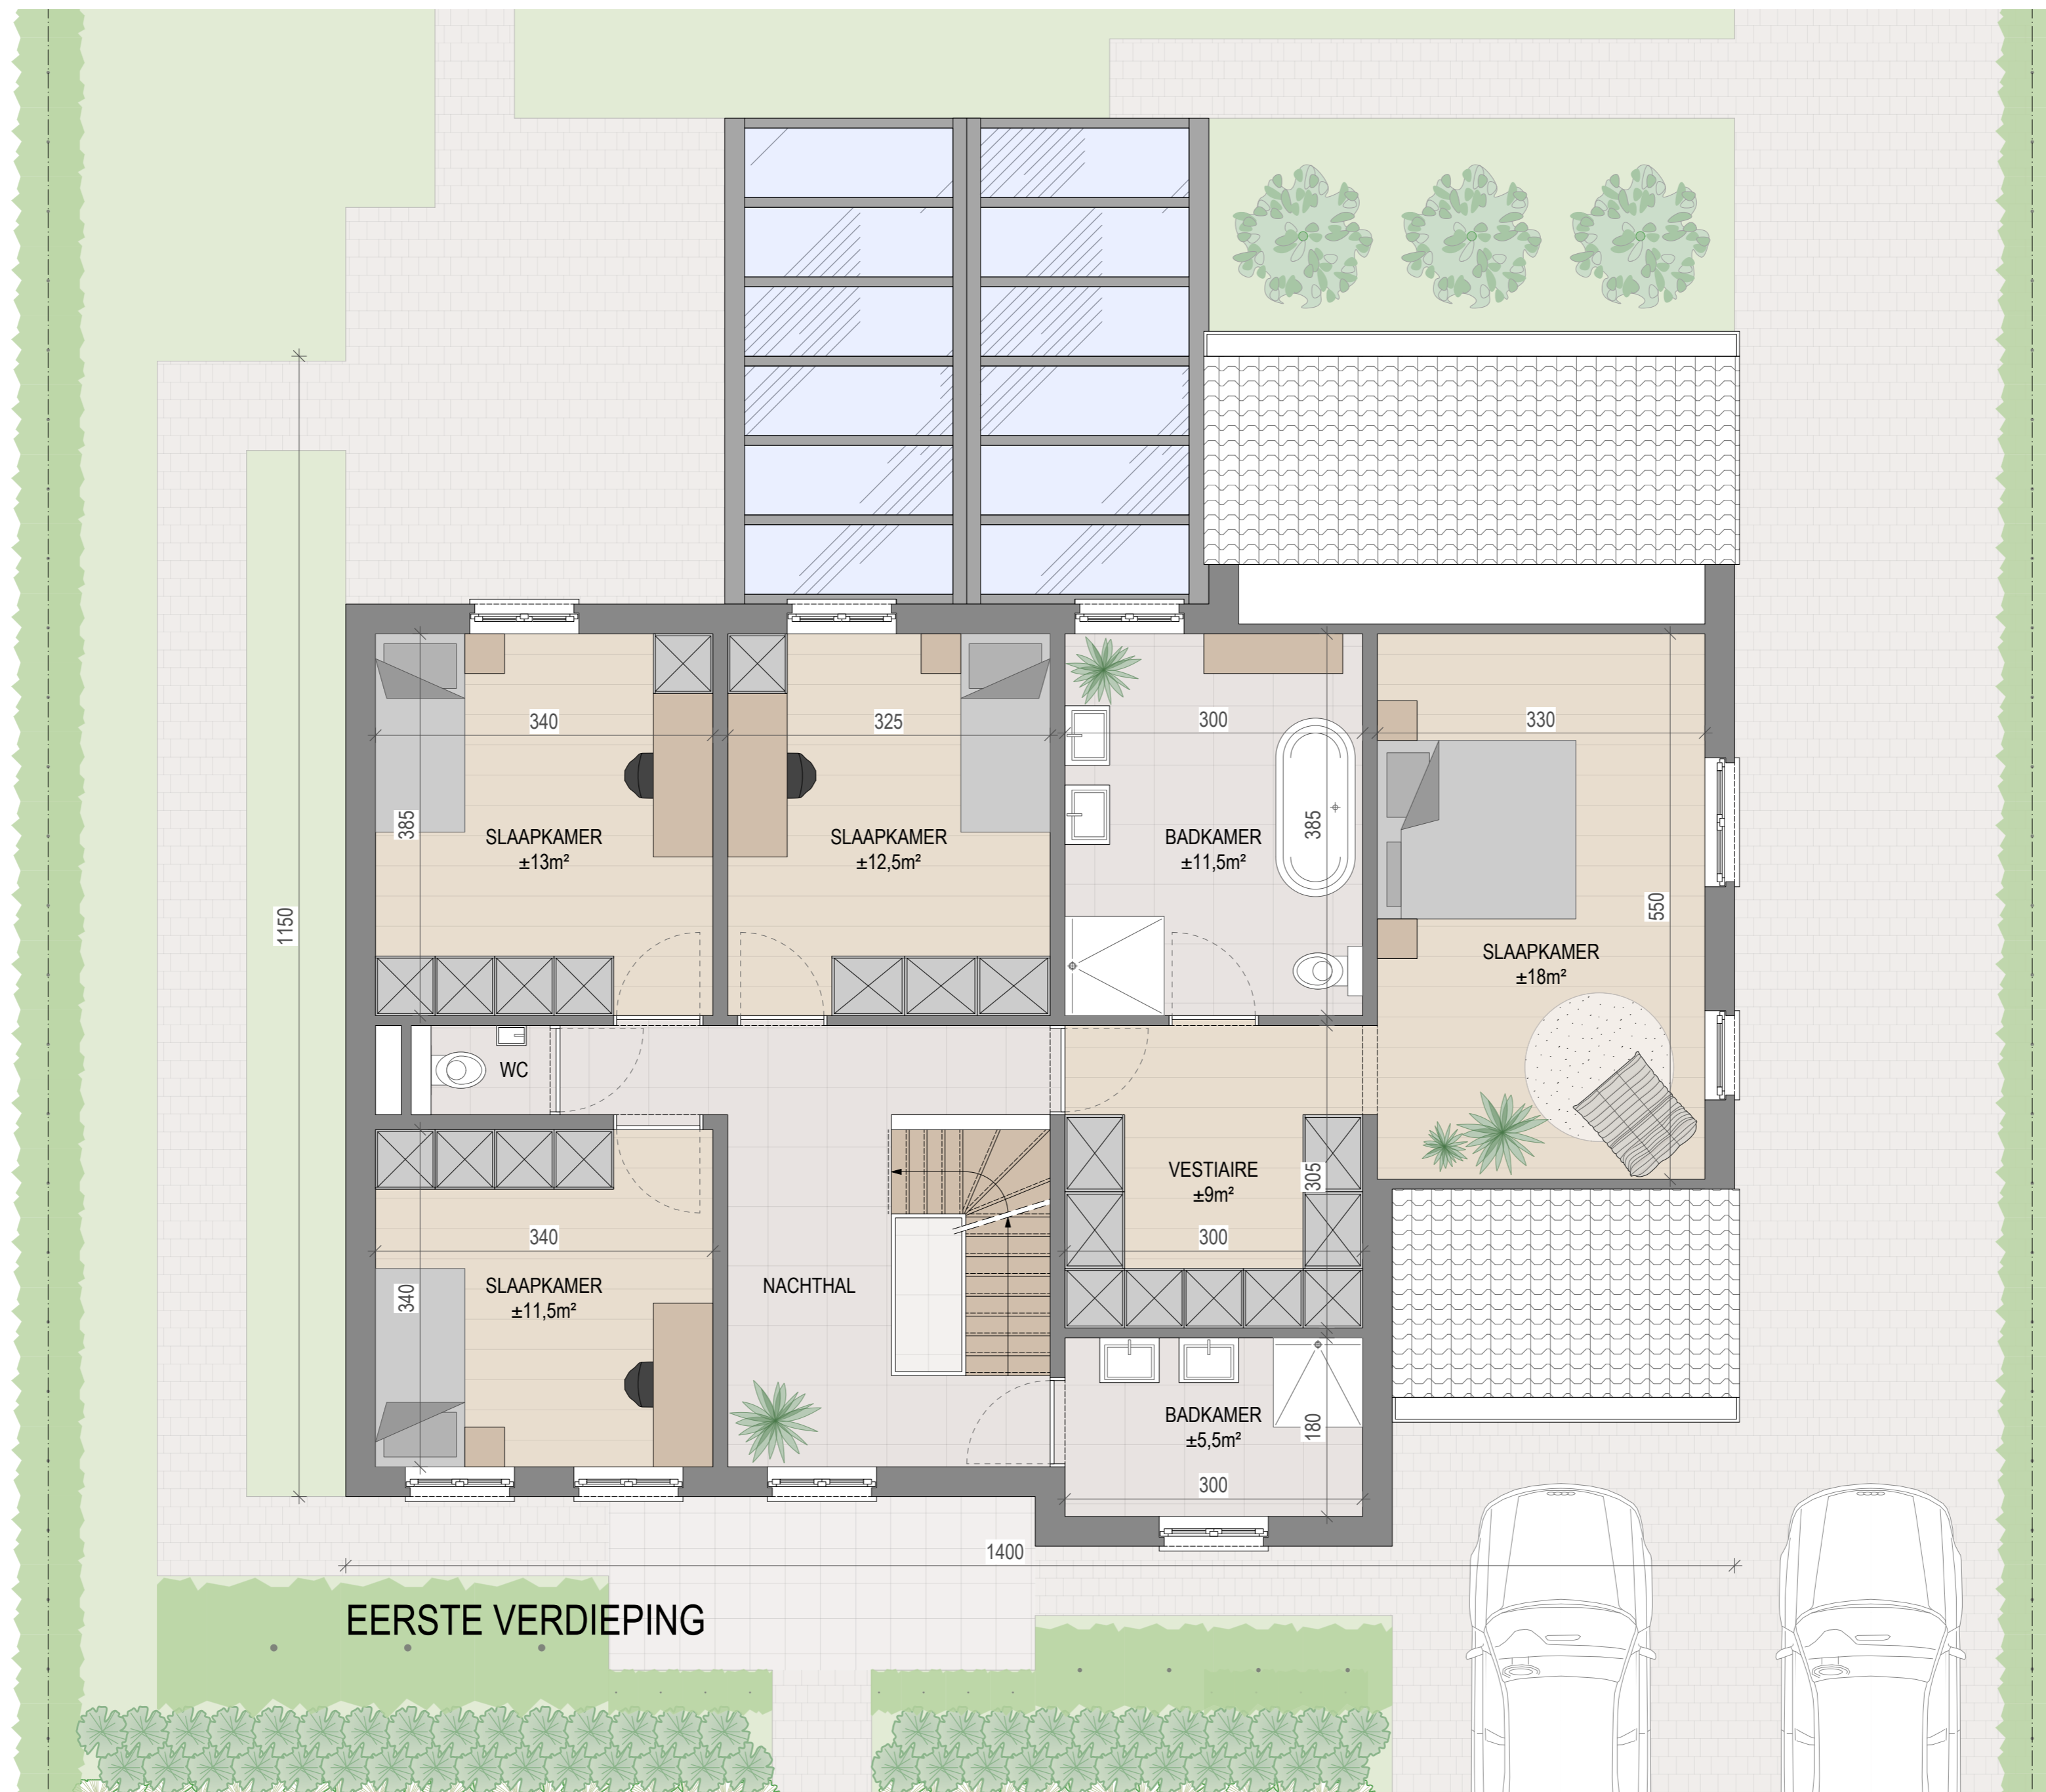 340
325
300
330
385
SLAAPKAMER
±13m²
SLAAPKAMER
±12,5m²
BADKAMER
±11,5m²
385
1150
550
SLAAPKAMER
±18m²
WC
VESTIAIRE
±9m²
305
340
300
340
SLAAPKAMER
±11,5m²
NACHTHAL
BADKAMER
±5,5m²
180
300
1400
EERSTE VERDIEPING